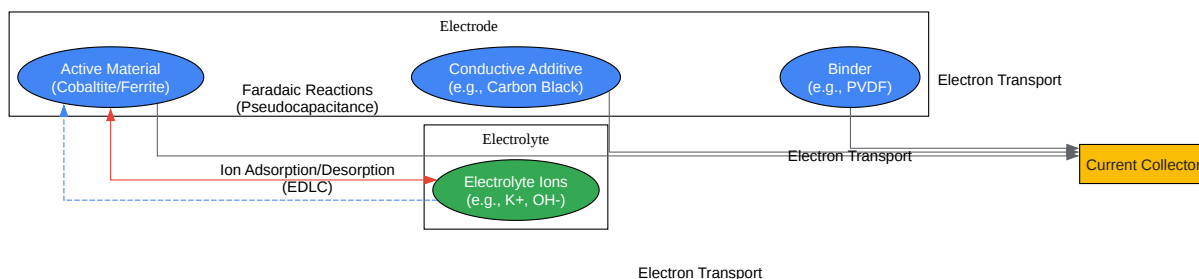 Electrode
Active Material
(Cobaltite/Ferrite)
Conductive Additive
(e.g., Carbon Black)
Binder
(e.g., PVDF)
Electron Transport
Faradaic Reactions
(Pseudocapacitance)
Electrolyte
Electron Transport
Current Collector
Ion Adsorption/Desorption
(EDLC)
Electrolyte Ions
(e.g., K+, OH-)
Electron Transport